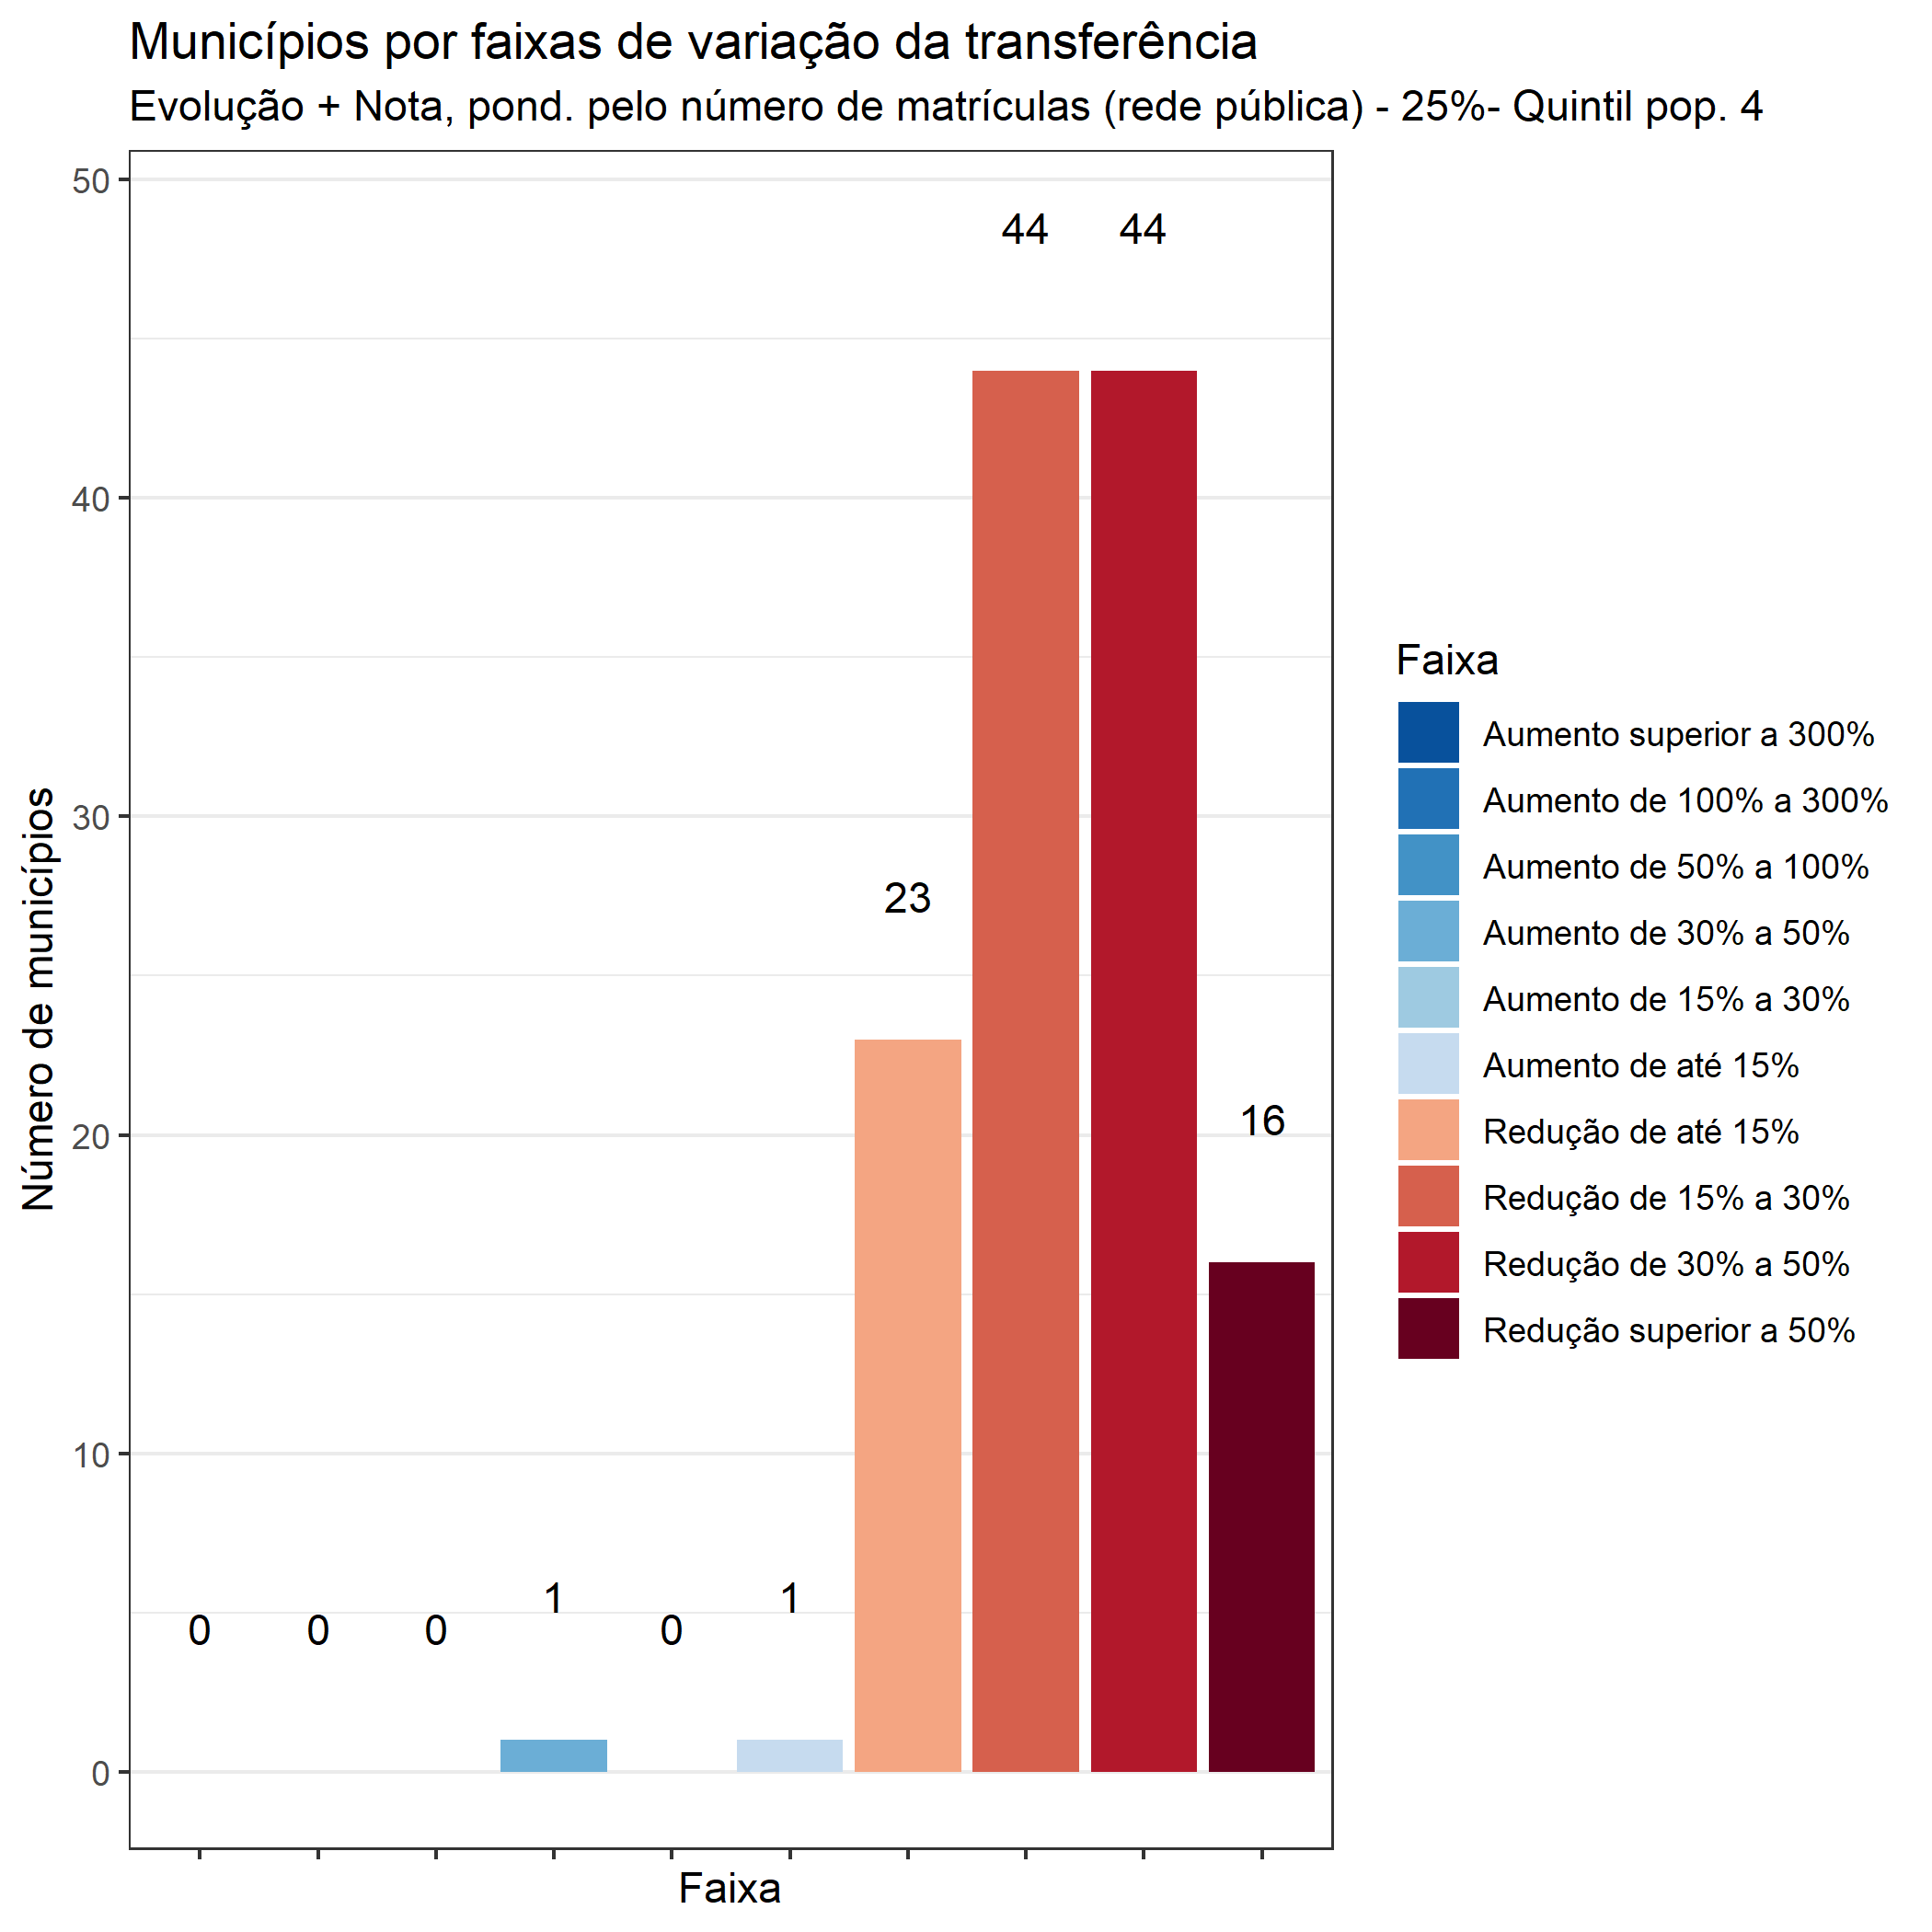 Municípios por faixas de variação da transferência
Evolução + Nota, pond. pelo número de matrículas (rede pública) - 25%- Quintil pop. 4
Número de municípios
50
40
30
20
10
0
0
0
0
1
0
1
23
44
44
16
Faixa
Faixa
Aumento superior a 300%
Aumento de 100% a 300%
Aumento de 50% a 100%
Aumento de 30% a 50%
Aumento de 15% a 30%
Aumento de até 15%
Redução de até 15%
Redução de 15% a 30%
Redução de 30% a 50%
Redução superior a 50%